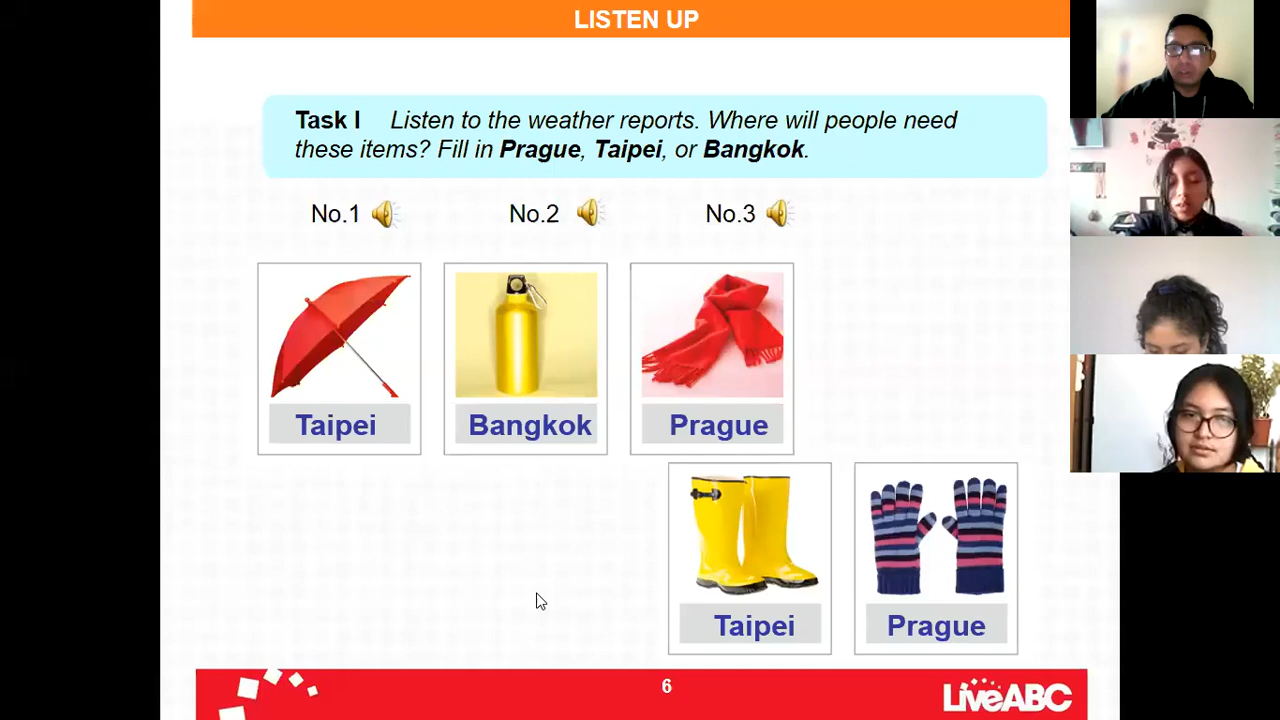 LISTEN UP
Task I Listen to the weather reports. Where will people need
these items? Fill in Prague, Taipei, or Bangkok.
No.1 No.2 No.3
Taipei Bangkok Prague
Taipei Prague
6
LiveABC